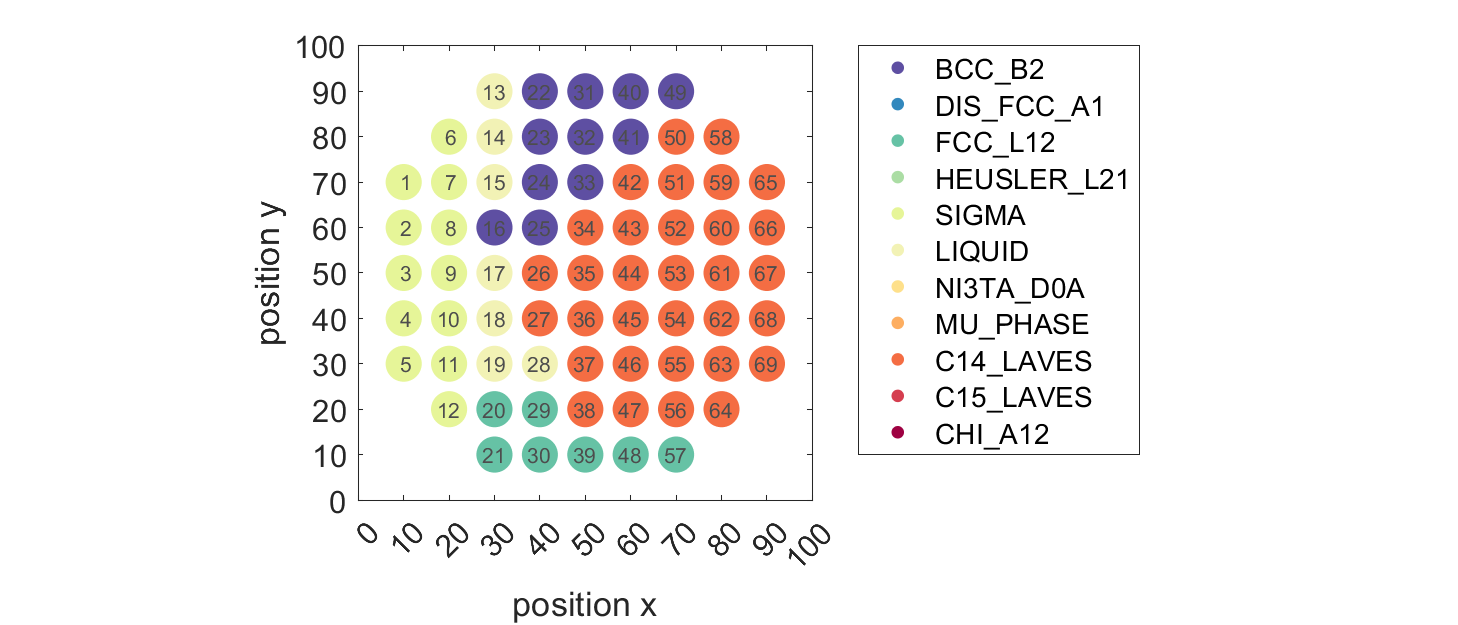 100
90
80
70
60
50
40
30
20
10
0
position y
13 22 31 40 49
6 14 23 32 41 50 58
1 7 15 24 33 42 51 59 65
2 8 16 25 34 43 52 60 66
3 9 17 26 35 44 53 61 67
4 10 18 27 36 45 54 62 68
5 11 19 28 37 46 55 63 69
12 20 29 38 47 56 64
21 30 39 48 57
0 10 20 30 40 50 60 70 80 90 100
position x
BCC_B2
DIS_FCC_A1
FCC_L12
HEUSLER_L21
SIGMA
LIQUID
NI3TA_D0A
MU_PHASE
C14_LAVES
C15_LAVES
CHI_A12